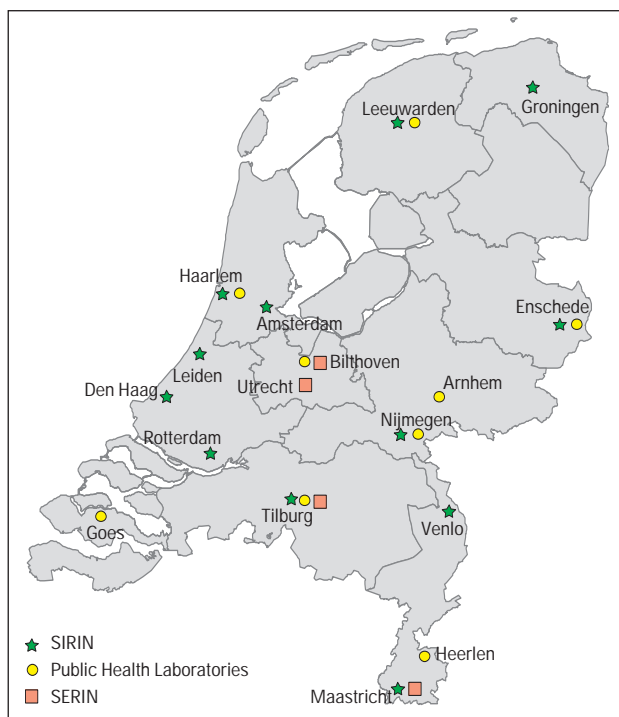 Leeuwarden
Groningen
Haarlem
Amsterdam
Enschede
Leiden
Bilthoven
Utrecht
Den Haag
Arnhem
Nijmegen
Rotterdam
Tilburg
Venlo
Goes
SIRIN
Public Health Laboratories
SERIN
Heerlen
Maastricht